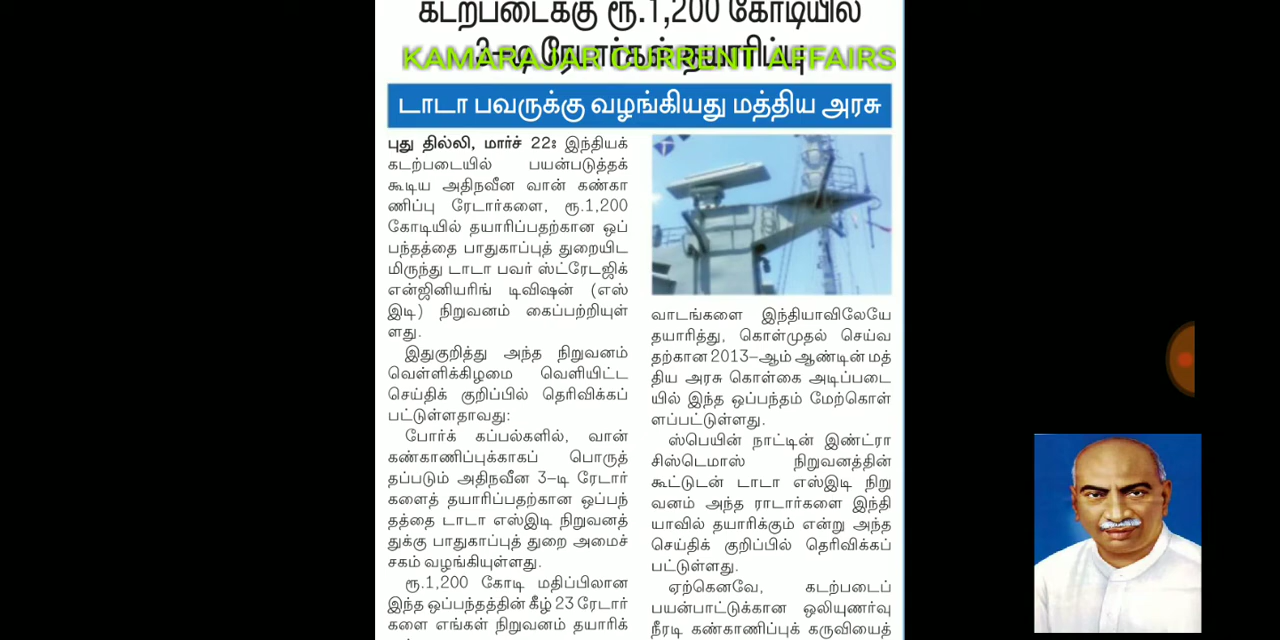 கடற்படைக்கு ரூ.1,200 கோடியில்
3-டி ரேடார்கள் தயாரிப்பு
KAMARAJAR CURRENT AFFAIRS
டாடா பவருக்கு வழங்கியது மத்திய அரசு
புது தில்லி, மார்ச் 22: இந்தியக்
கடற்படையில் பயன்படுத்தக்
கூடிய அதிநவீன வான் கண்கா
ணிப்பு ரேடார்களை, ரூ.1,200
கோடியில் தயாரிப்பதற்கான ஒப்
பந்தத்தை பாதுகாப்புத் துறையிட
மிருந்து டாடா பவர் ஸ்ட்ரேடஜிக்
என்ஜினியரிங் டிவிஷன் (எஸ்
இடி) நிறுவனம் கைப்பற்றியுள்
ளது.
இதுகுறித்து அந்த நிறுவனம்
வெள்ளிக்கிழமை வெளியிட்ட
செய்திக் குறிப்பில் தெரிவிக்கப்
பட்டுள்ளதாவது:
போர்க் கப்பல்களில், வான்
கண்காணிப்புக்காகப் பொருத்
தப்படும் அதிநவீன 3-டி ரேடார்
களைத் தயாரிப்பதற்கான ஒப்பந்
தத்தை டாடா எஸ்இடி நிறுவனத்
துக்கு பாதுகாப்புத் துறை அமைச்
சகம் வழங்கியுள்ளது.
ரூ.1,200 கோடி மதிப்பிலான
இந்த ஒப்பந்தத்தின் கீழ் 23 ரேடார்
களை எங்கள் நிறுவனம் தயாரிக்
வாடங்களை இந்தியாவிலேயே
தயாரித்து, கொள்முதல் செய்வ
தற்கான 2013-ஆம் ஆண்டின் மத்
திய அரசு கொள்கை அடிப்படை
யில் இந்த ஒப்பந்தம் மேற்கொள்
ளப்பட்டுள்ளது.
ஸ்பெயின் நாட்டின் இண்ட்ரா
சிஸ்டெமாஸ் நிறுவனத்தின்
கூட்டுடன் டாடா எஸ்இடி நிறு
வனம் அந்த ராடார்களை இந்தி
யாவில் தயாரிக்கும் என்று அந்த
செய்திக் குறிப்பில் தெரிவிக்கப்
பட்டுள்ளது.
ஏற்கெனவே, கடற்படைப்
பயன்பாட்டுக்கான ஒலியுணர்வு
நீரடி கண்காணிப்புக் கருவியைத்